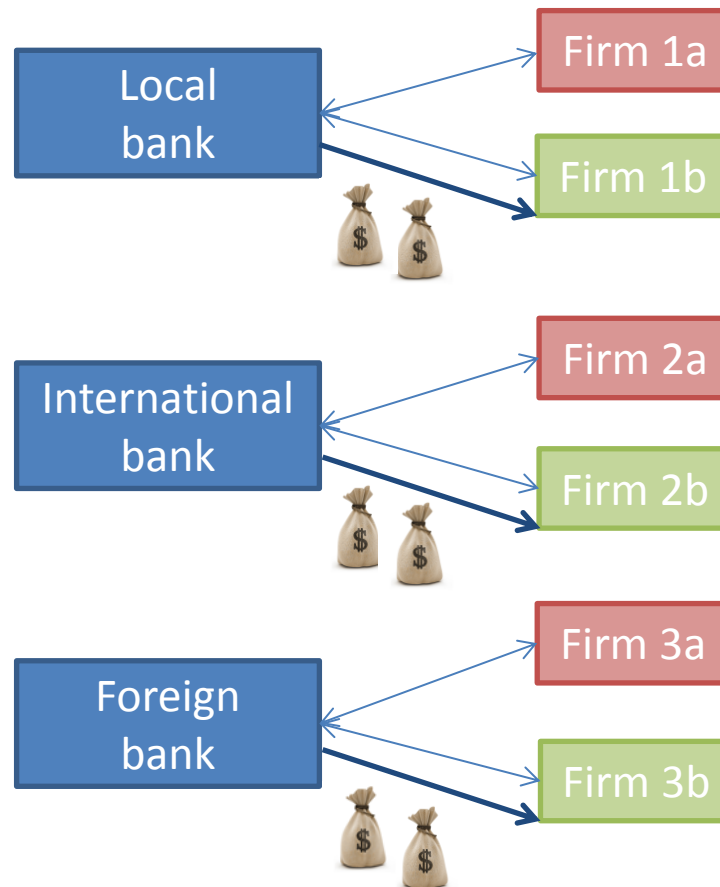 Local
bank
Firm 1a
Firm 1b
$ $
International
bank
Firm 2a
Firm 2b
$ $
Foreign
bank
Firm 3a
Firm 3b
$ $